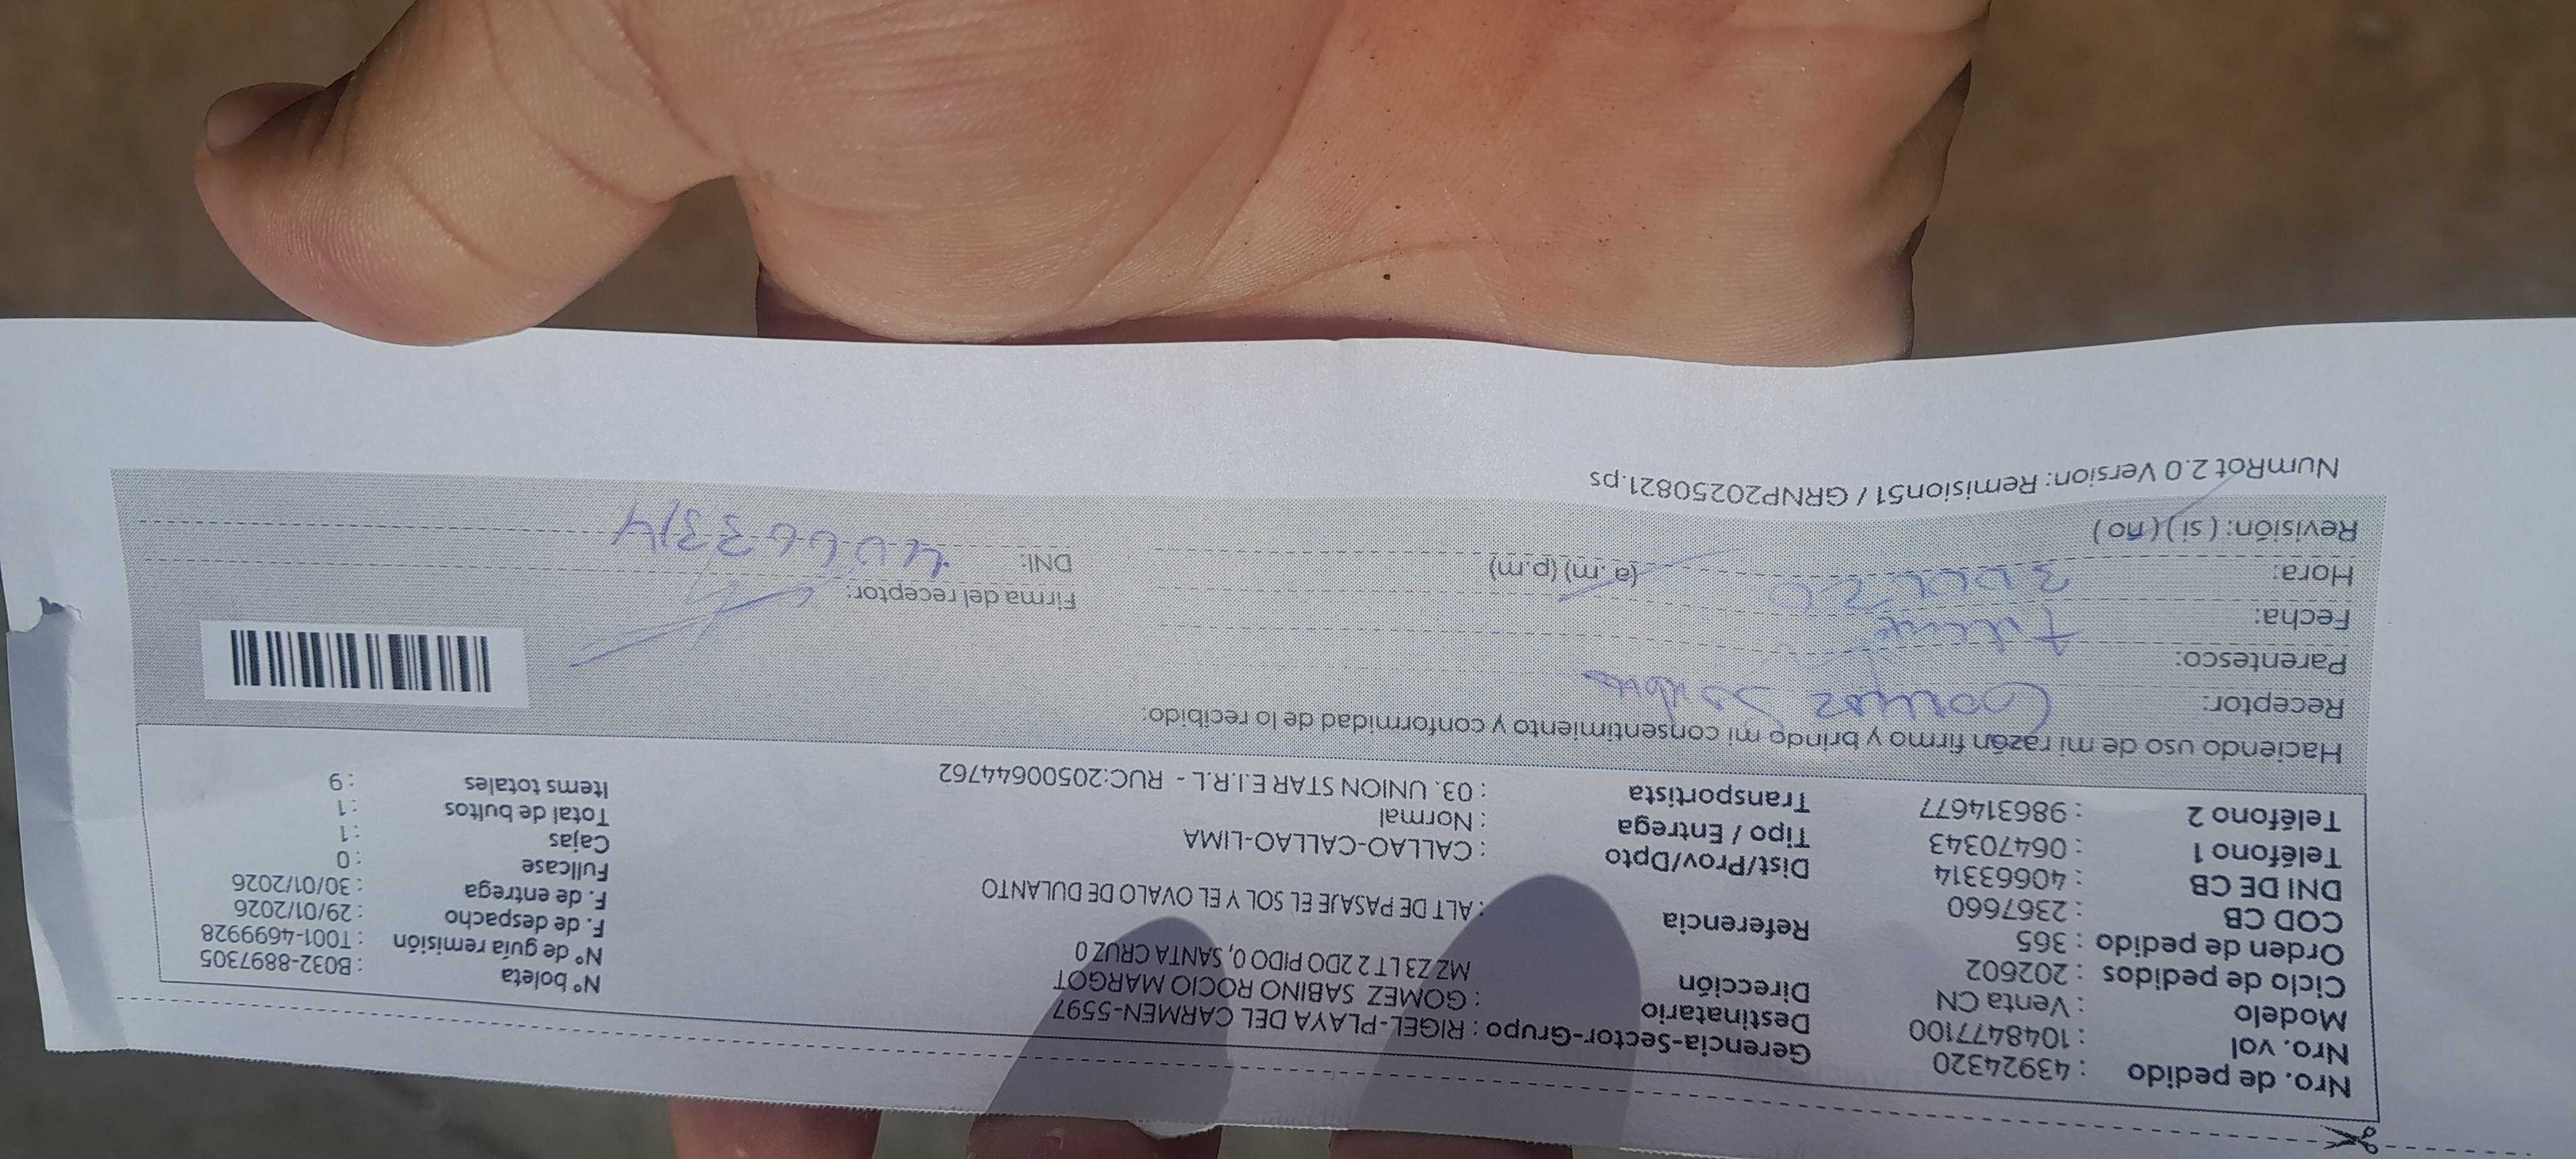 Nro. de pedido : 43924320
Nro. vol : 1048477100
Modelo : Venta CN
Ciclo de pedidos : 202602
Orden de pedido : 365
COD CB : 2367660
DNI DE CB : 40663314
Teléfono 1 : 06470343
Teléfono 2 : 986314677
Gerencia-Sector-Grupo : RIGEL-PLAYA DEL CARMEN-5597
Destinatario : GOMEZ SABINO ROCIO MARGOT
Dirección
MZ Z3 LT 2 2DO PIDO 0, SANTA CRUZ 0
Referencia : ALT DE PASAJE EL SOL Y EL OVALO DE DULANTO
Dist/Prov/Dpto : CALLAO-CALLAO-LIMA
Tipo / Entrega : Normal
Transportista : 03. UNION STAR E.I.R.L - RUC:20500644762
N° boleta : B032-8897305
N° de guía remisión : T001-4699928
F. de despacho : 29/01/2026
F. de entrega : 30/01/2026
Fullcase : 0
Cajas : 1
Total de bultos : 1
Items totales : 9
Haciendo uso de mi razón firmo y brindo mi consentimiento y conformidad de lo recibido:
Receptor:
Parentesco:
Fecha:
Hora: (a. m) (p.m)
Revisión: ( si ) ( no )
Firma del receptor:
DNI: 40663314
NumRot 2.0 Version: Remision51 / GRNP20250821.ps